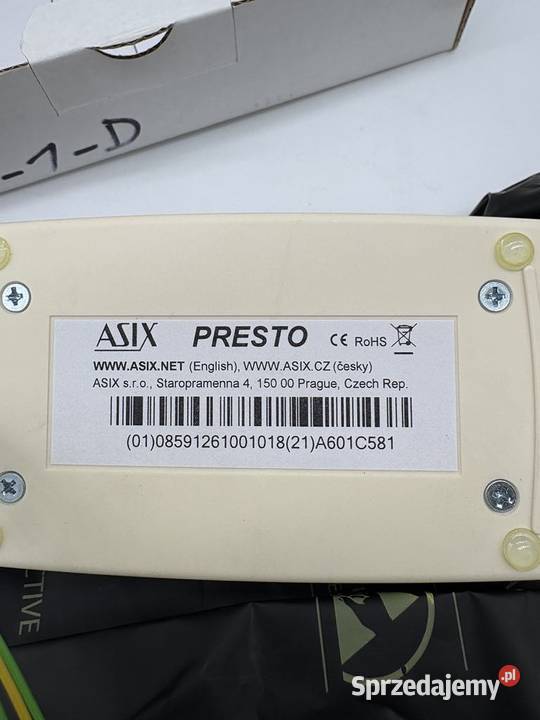 -1-D
ASIX PRESTO CE RoHS
WWW.ASIX.NET (English), WWW.ASIX.CZ (česky)
ASIX s.r.o., Staropramenna 4, 150 00 Prague, Czech Rep.
(01)08591261001018(21)A601C581
CTIVE
Sprzedajemy.pl